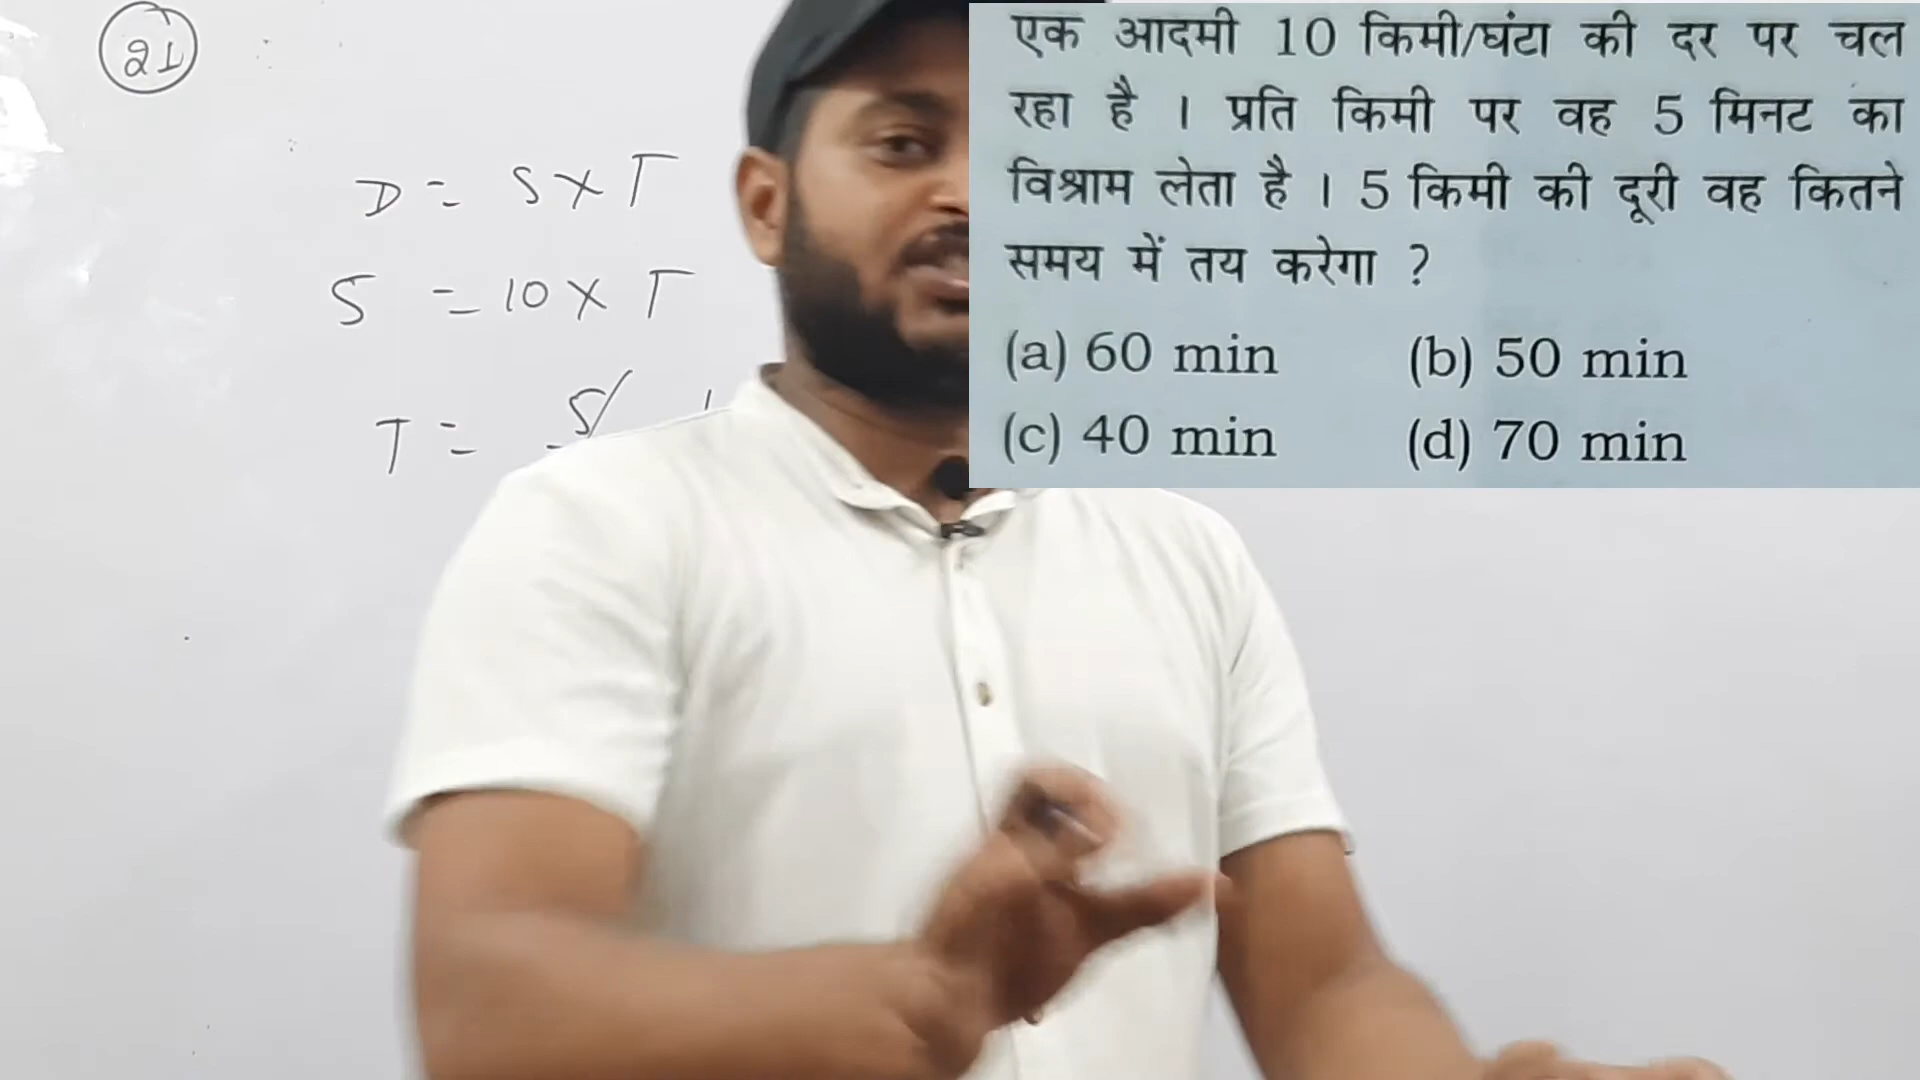 21
D = S × T
5 = 10 × T
T = 5
एक आदमी 10 किमी/घंटा की दर पर चल
रहा है । प्रति किमी पर वह 5 मिनट का
विश्राम लेता है । 5 किमी की दूरी वह कितने
समय में तय करेगा ?
(a) 60 min (b) 50 min
(c) 40 min (d) 70 min